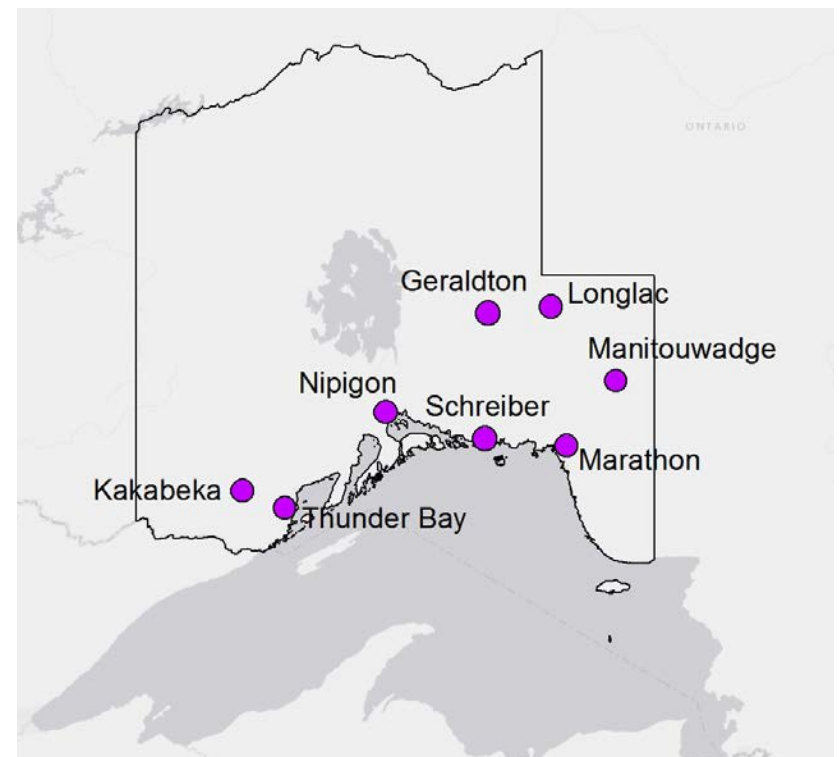 ONTARIO
Geraldton
Longlac
Manitouwadge
Nipigon
Schreiber
Marathon
Kakabeka
Thunder Bay